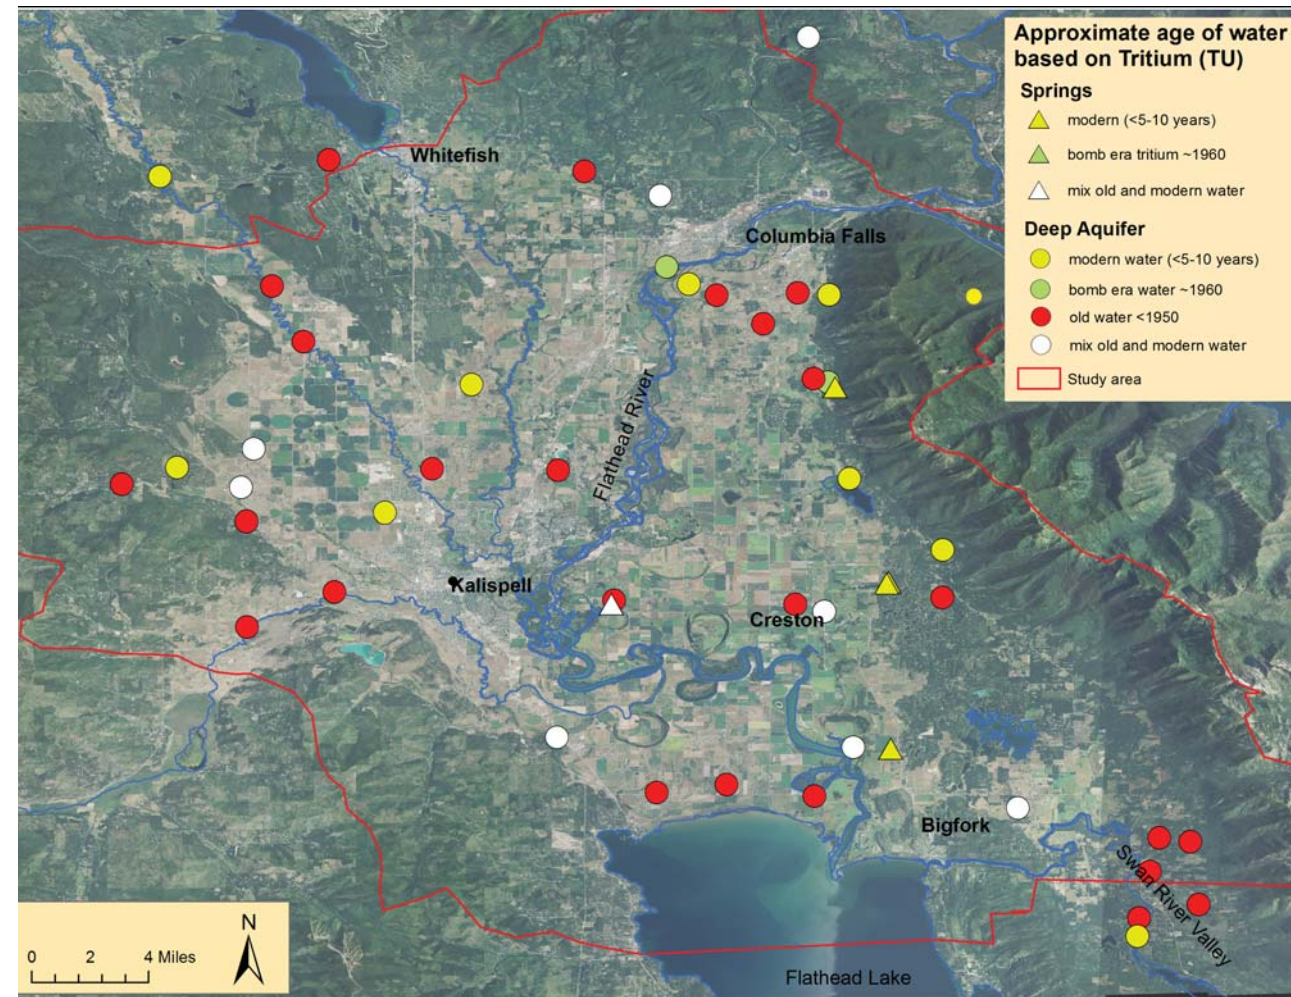 Approximate age of water
based on Tritium (TU)
Springs
modern (<5-10 years)
bomb era tritium ~1960
mix old and modern water
Deep Aquifer
modern water (<5-10 years)
bomb era water ~1960
old water <1950
mix old and modern water
Study area
Whitefish
Columbia Falls
Flathead River
Kalispell
Creston
Bigfork
Swan River Valley
Flathead Lake
N
0 2 4 Miles